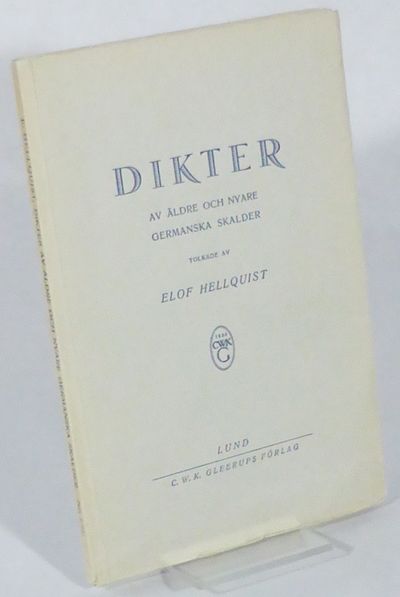 DIKTER
AV ÄLDRE OCH NYARE
GERMANSKA SKALDER
TOLKADE AV
ELOF HELLQUIST
CWK
G
LUND
C. W. K. GLEERUPS FÖRLAG